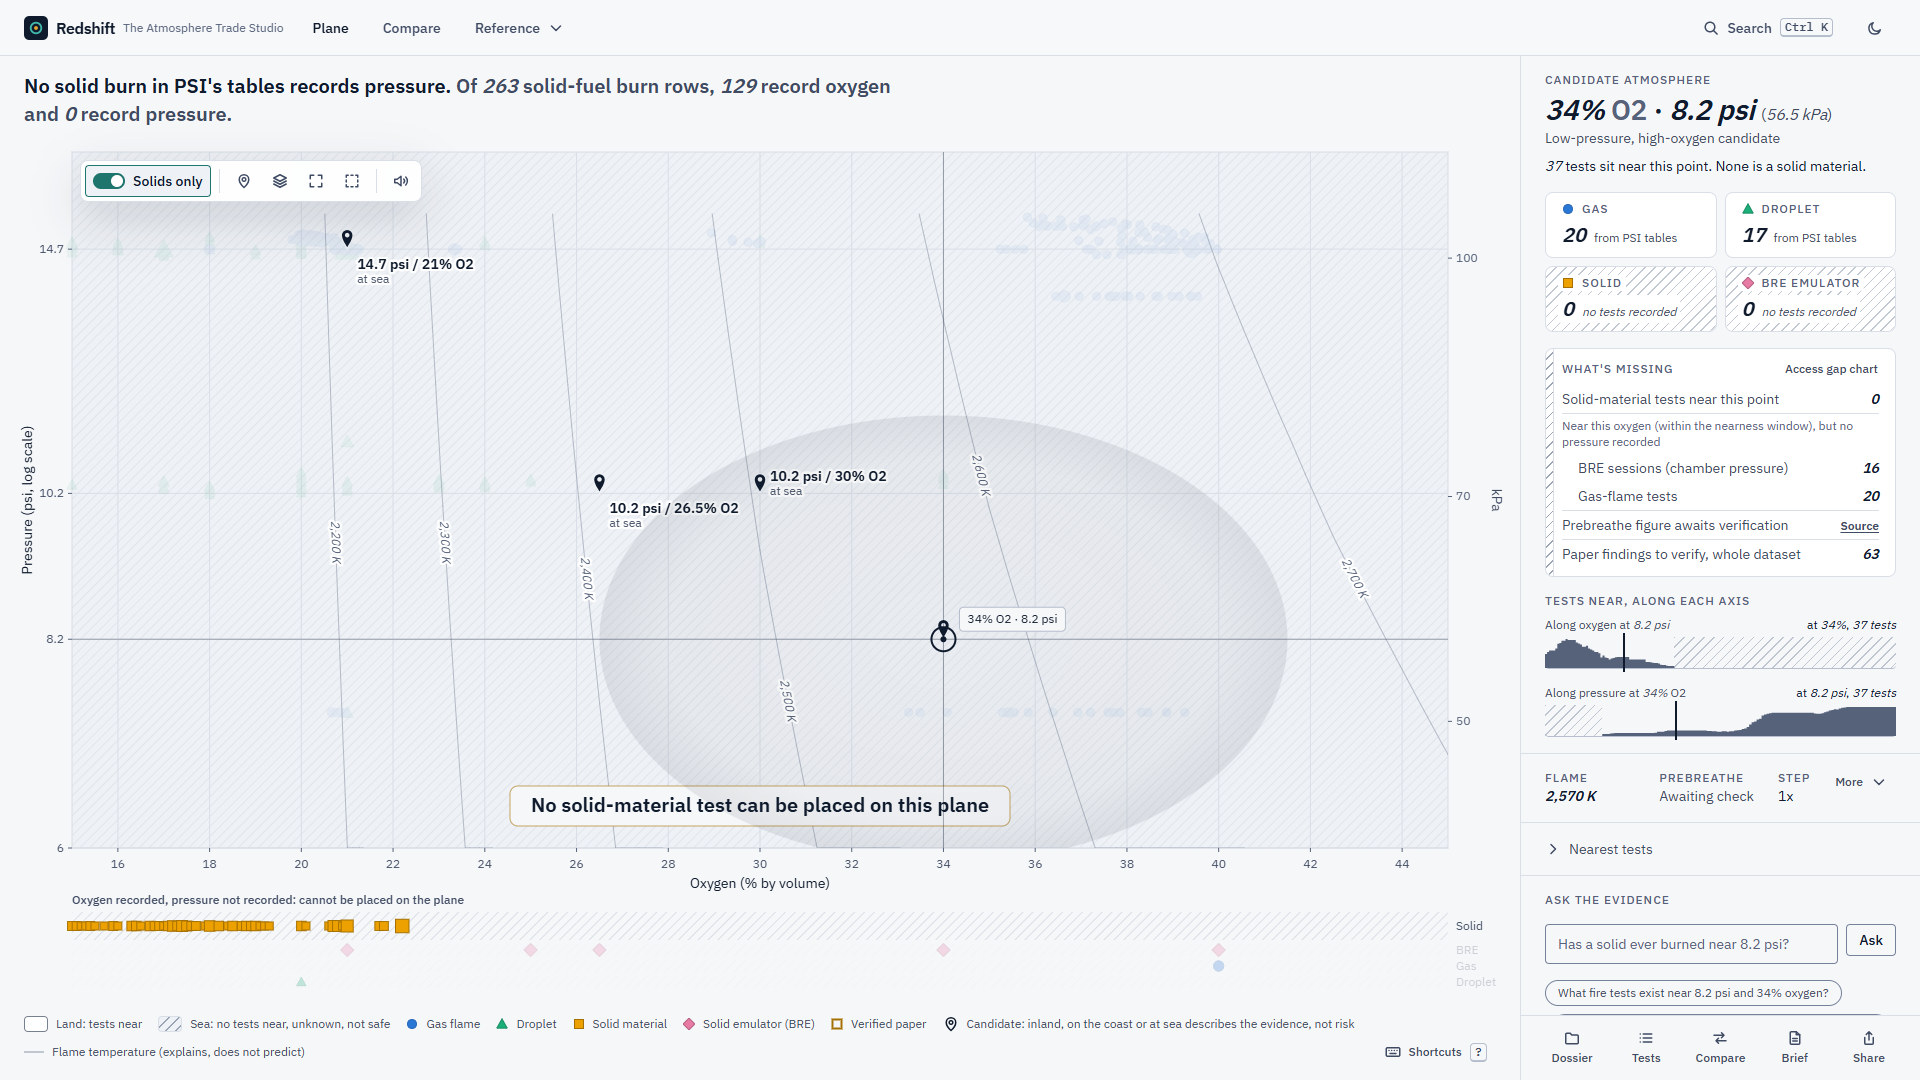 Redshift The Atmosphere Trade Studio Plane Compare Reference Search Ctrl K
No solid burn in PSI's tables records pressure. Of 263 solid-fuel burn rows, 129 record oxygen
and 0 record pressure.
Solids only
14.7 psi / 21% O2
at sea
10.2 psi / 30% O2
at sea
10.2 psi / 26.5% O2
at sea
34% O2 · 8.2 psi
2,200 K
2,300 K
2,400 K
2,500 K
2,600 K
2,700 K
No solid-material test can be placed on this plane
Pressure (psi, log scale)
14.7
10.2
8.2
6
100
70
50
kPa
16 18 20 22 24 26 28 30 32 34 36 38 40 42 44
Oxygen (% by volume)
Oxygen recorded, pressure not recorded: cannot be placed on the plane
Solid
BRE
Gas
Droplet
Land: tests near Sea: no tests near, unknown, not safe Gas flame Droplet Solid material Solid emulator (BRE) Verified paper Candidate: inland, on the coast or at sea describes the evidence, not risk
Flame temperature (explains, does not predict) Shortcuts ?
CANDIDATE ATMOSPHERE
34% O2 · 8.2 psi (56.5 kPa)
Low-pressure, high-oxygen candidate
37 tests sit near this point. None is a solid material.
GAS
20 from PSI tables
DROPLET
17 from PSI tables
SOLID
0 no tests recorded
BRE EMULATOR
0 no tests recorded
WHAT'S MISSING Access gap chart
Solid-material tests near this point 0
Near this oxygen (within the nearness window), but no
pressure recorded
BRE sessions (chamber pressure) 16
Gas-flame tests 20
Prebreathe figure awaits verification Source
Paper findings to verify, whole dataset 63
TESTS NEAR, ALONG EACH AXIS
Along oxygen at 8.2 psi at 34%, 37 tests
Along pressure at 34% O2 at 8.2 psi, 37 tests
FLAME PREBREATHE STEP More
2,570 K Awaiting check 1x
Nearest tests
ASK THE EVIDENCE
Has a solid ever burned near 8.2 psi? Ask
What fire tests exist near 8.2 psi and 34% oxygen?
Dossier Tests Compare Brief Share